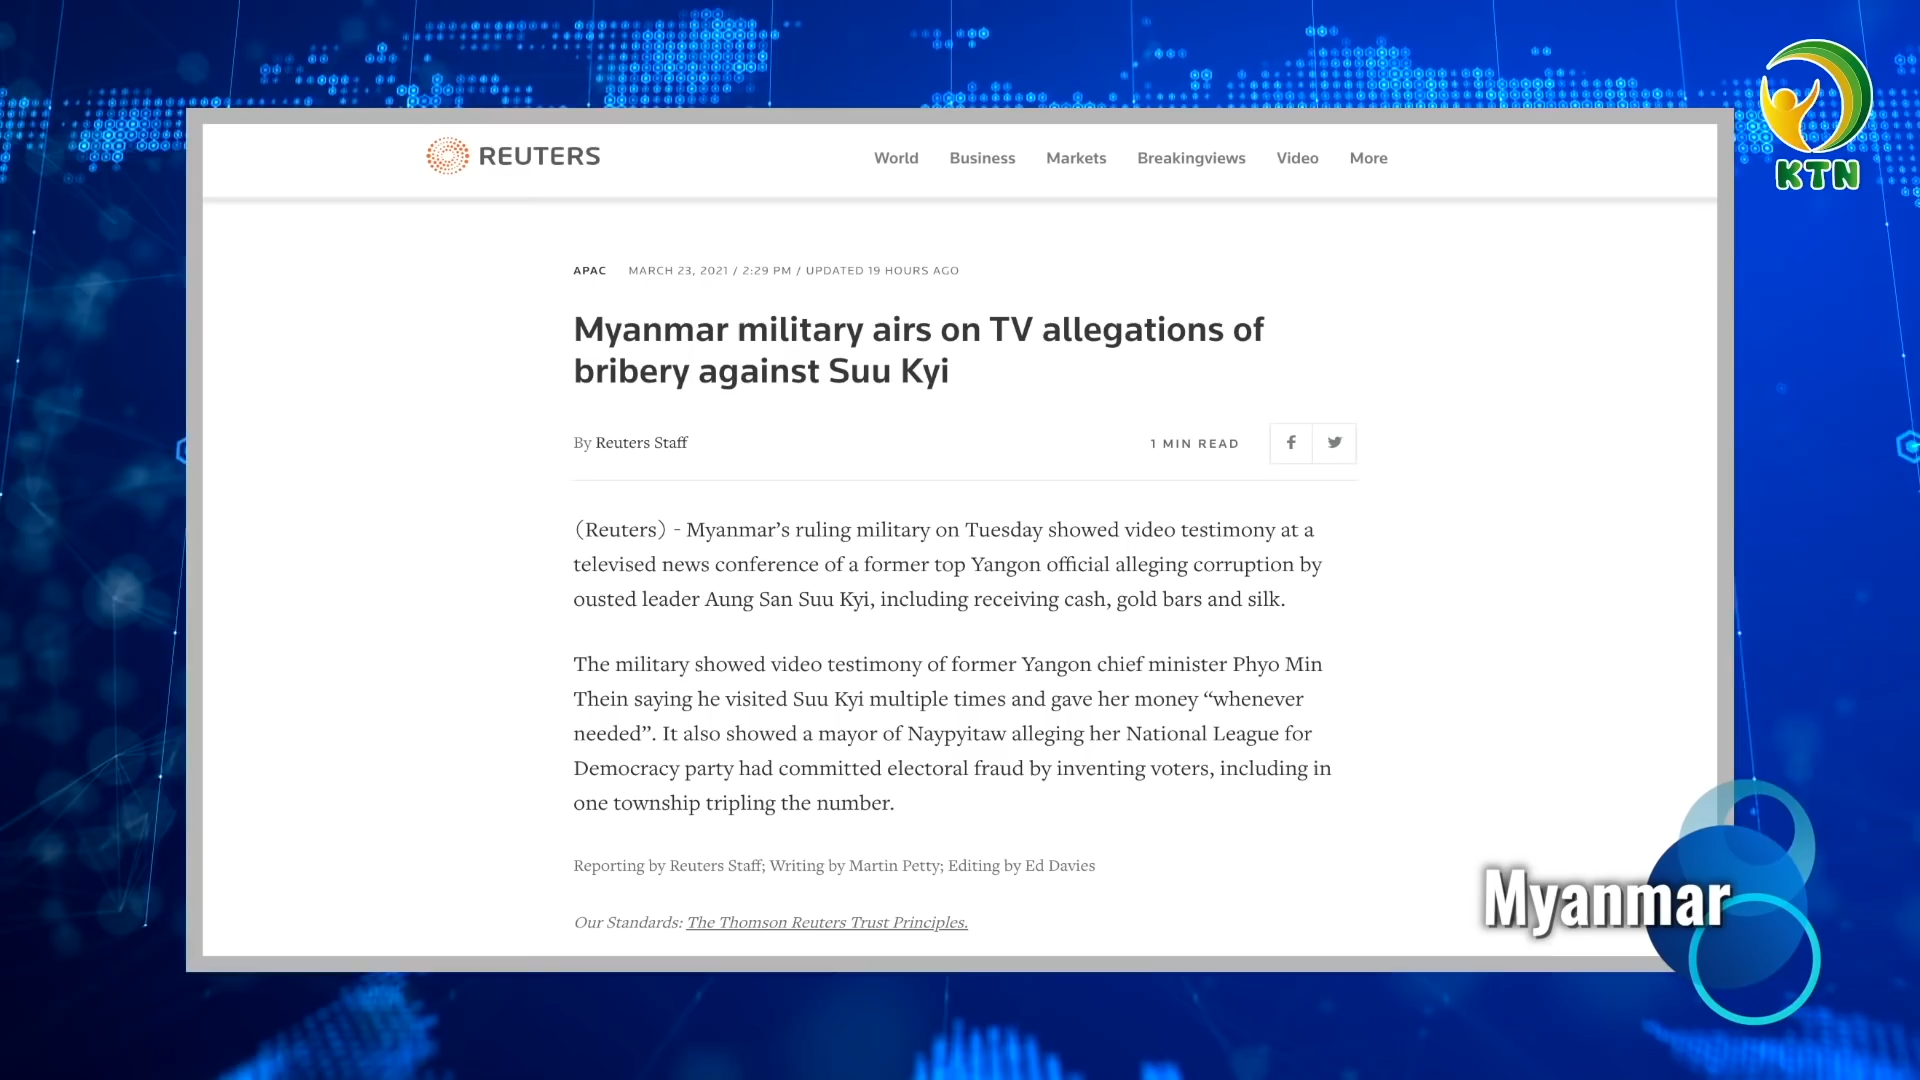 KTN
REUTERS
World Business Markets Breakingviews Video More
APAC MARCH 23, 2021 / 2:29 PM / UPDATED 19 HOURS AGO
Myanmar military airs on TV allegations of
bribery against Suu Kyi
By Reuters Staff
1 MIN READ
(Reuters) - Myanmar’s ruling military on Tuesday showed video testimony at a
televised news conference of a former top Yangon official alleging corruption by
ousted leader Aung San Suu Kyi, including receiving cash, gold bars and silk.
The military showed video testimony of former Yangon chief minister Phyo Min
Thein saying he visited Suu Kyi multiple times and gave her money “whenever
needed”. It also showed a mayor of Naypyitaw alleging her National League for
Democracy party had committed electoral fraud by inventing voters, including in
one township tripling the number.
Reporting by Reuters Staff; Writing by Martin Petty; Editing by Ed Davies
Our Standards: The Thomson Reuters Trust Principles.
Myanmar